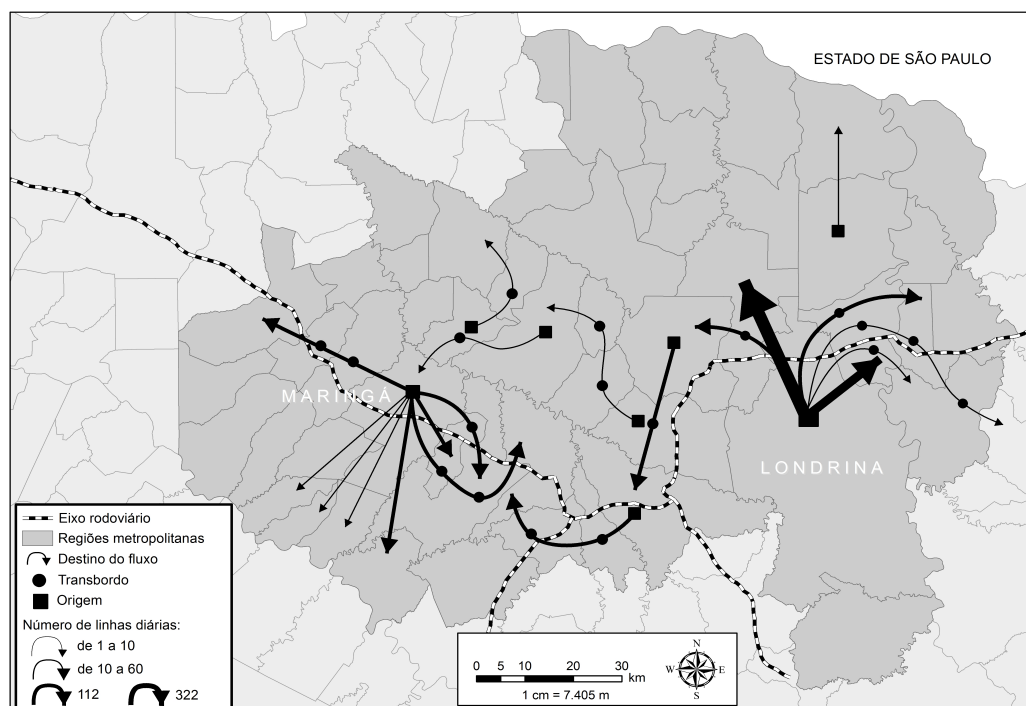 ESTADO DE SÃO PAULO
MARINGÁ
LONDRINA
Eixo rodoviário
Regiões metropolitanas
Destino do fluxo
Transbordo
Origem
Número de linhas diárias:
de 1 a 10
de 10 a 60
112 322
0 5 10 20 30 km
1 cm = 7.405 m
N
W E
S